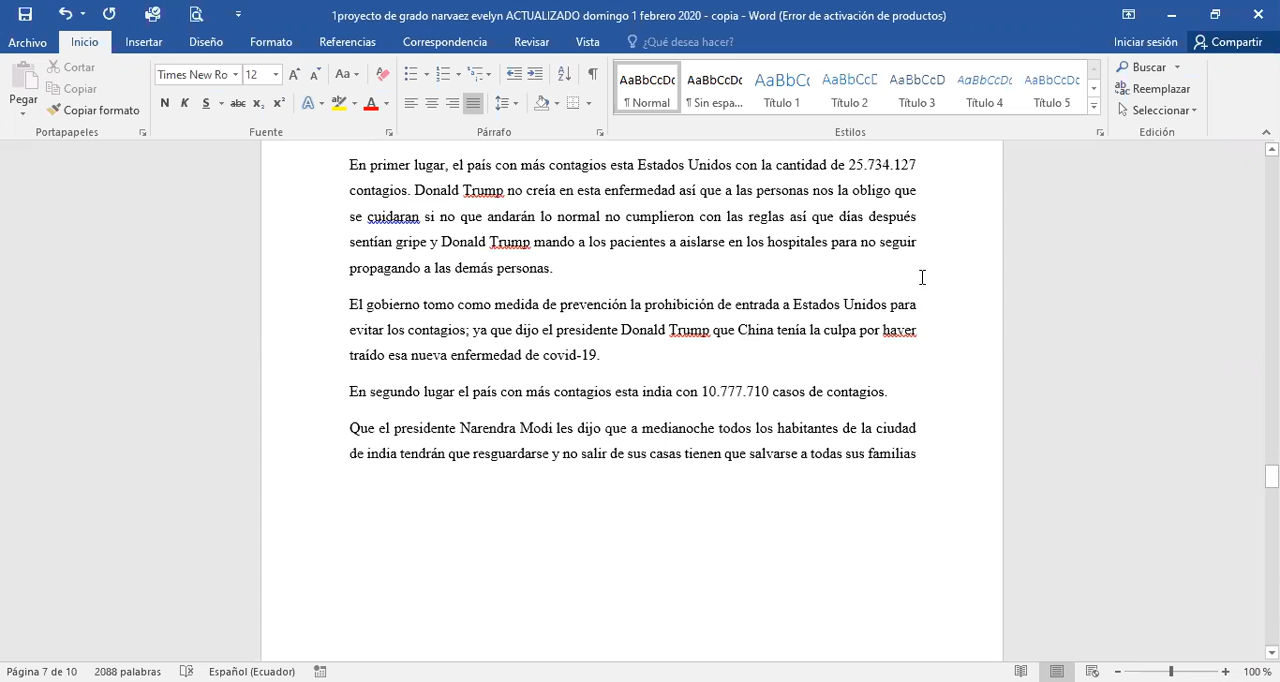 1proyecto de grado narvaez evelyn ACTUALIZADO domingo 1 febrero 2020 - copia - Word (Error de activación de productos)
Archivo Inicio Insertar Diseño Formato Referencias Correspondencia Revisar Vista ¿Qué desea hacer? Iniciar sesión Compartir
Pegar
Cortar
Copiar
Copiar formato
Portapapeles
Times New Ro 12
Aa
N K S abc x₂ x²
A A
Fuente
Párrafo
AaBbCcDc AaBbCcDc AaBbC( AaBbCcC AaBbCcD AaBbCcDc AaBbCcDc
¶ Normal ¶ Sin espa... Título 1 Título 2 Título 3 Título 4 Título 5
Estilos
Buscar
Reemplazar
Seleccionar
Edición
En primer lugar, el país con más contagios esta Estados Unidos con la cantidad de 25.734.127
contagios. Donald Trump no creía en esta enfermedad así que a las personas nos la obligo que
se cuidaran si no que andarán lo normal no cumplieron con las reglas así que días después
sentían gripe y Donald Trump mando a los pacientes a aislarse en los hospitales para no seguir
propagando a las demás personas.
El gobierno tomo como medida de prevención la prohibición de entrada a Estados Unidos para
evitar los contagios; ya que dijo el presidente Donald Trump que China tenía la culpa por haver
traído esa nueva enfermedad de covid-19.
En segundo lugar el país con más contagios esta india con 10.777.710 casos de contagios.
Que el presidente Narendra Modi les dijo que a medianoche todos los habitantes de la ciudad
de india tendrán que resguardarse y no salir de sus casas tienen que salvarse a todas sus familias
Página 7 de 10 2088 palabras Español (Ecuador) 100 %